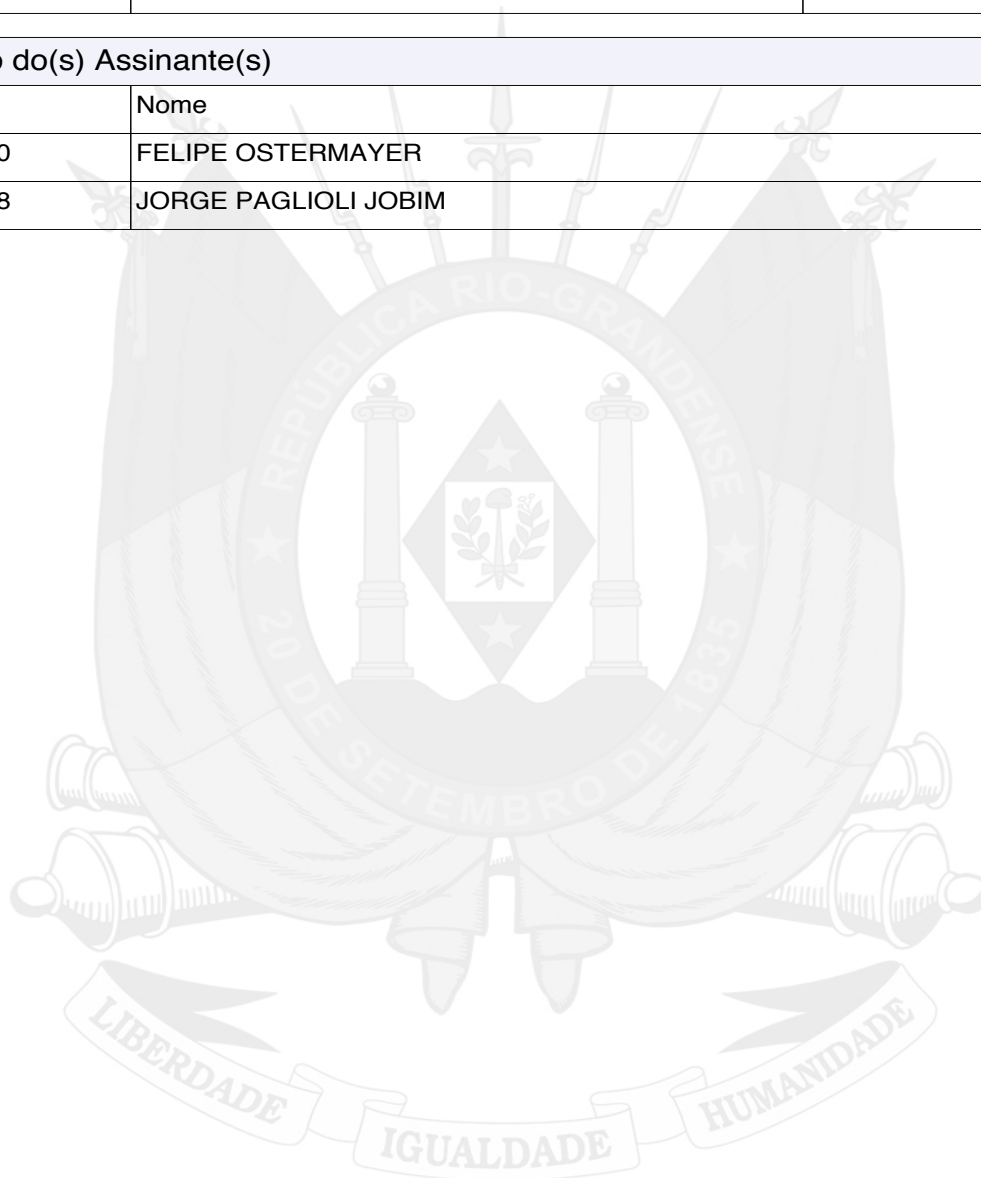 o do(s) Assinante(s)
Nome
0 FELIPE OSTERMAYER
8 JORGE PAGLIOLI JOBIM
REPÚBLICA RIO-GRANDENSE
★ 20 DE SETEMBRO DE 1835 ★
LIBERDADE IGUALDADE HUMANIDADE